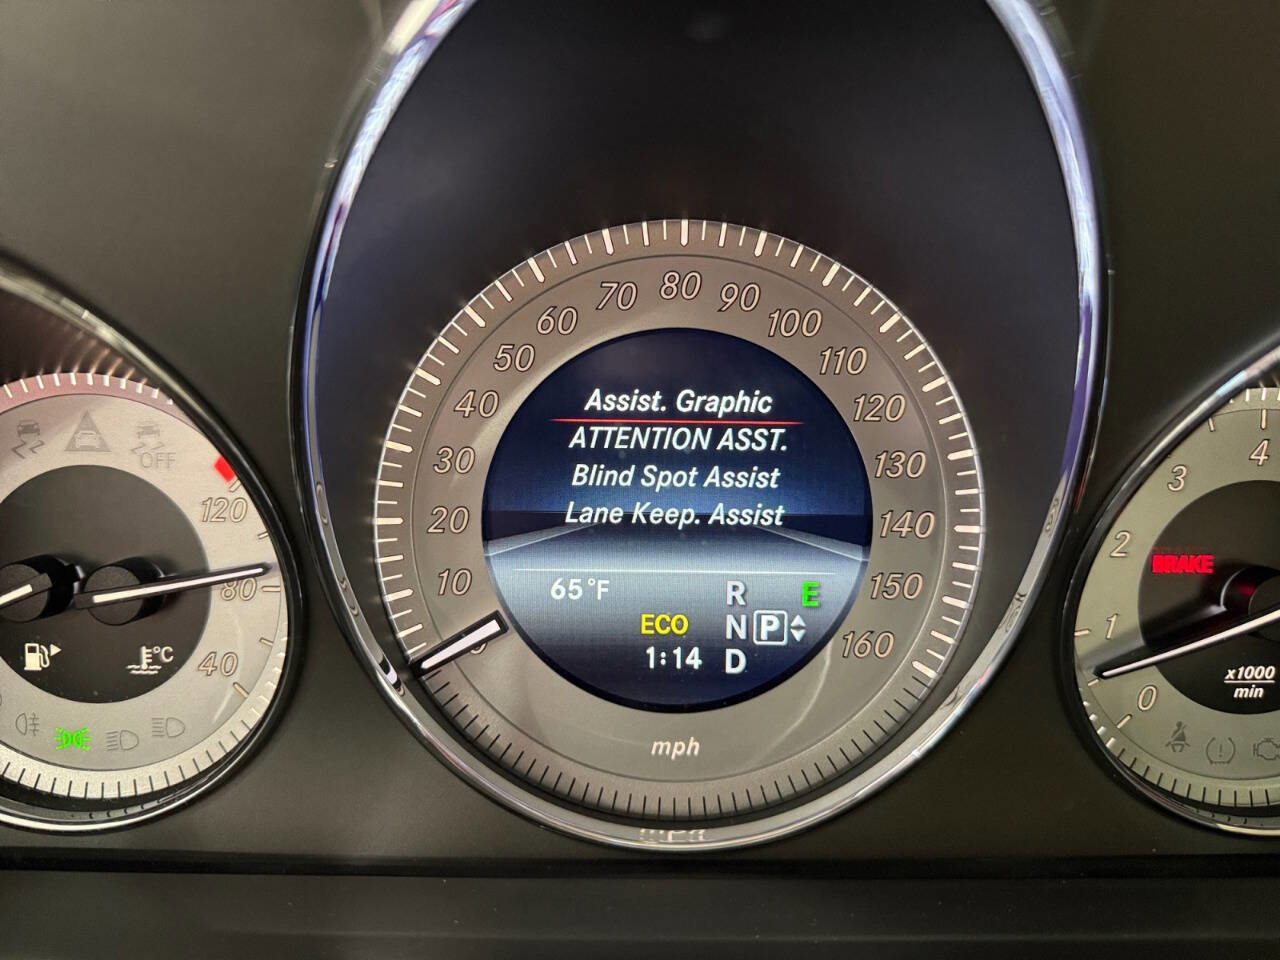 Assist. Graphic
ATTENTION ASST.
Blind Spot Assist
Lane Keep. Assist
65 °F
ECO
1:14
R
N
D
P
E
0
10
20
30
40
50
60
70
80
90
100
110
120
130
140
150
160
mph
OFF
120
80
40
°C
BRAKE
0
1
2
3
4
x1000
min